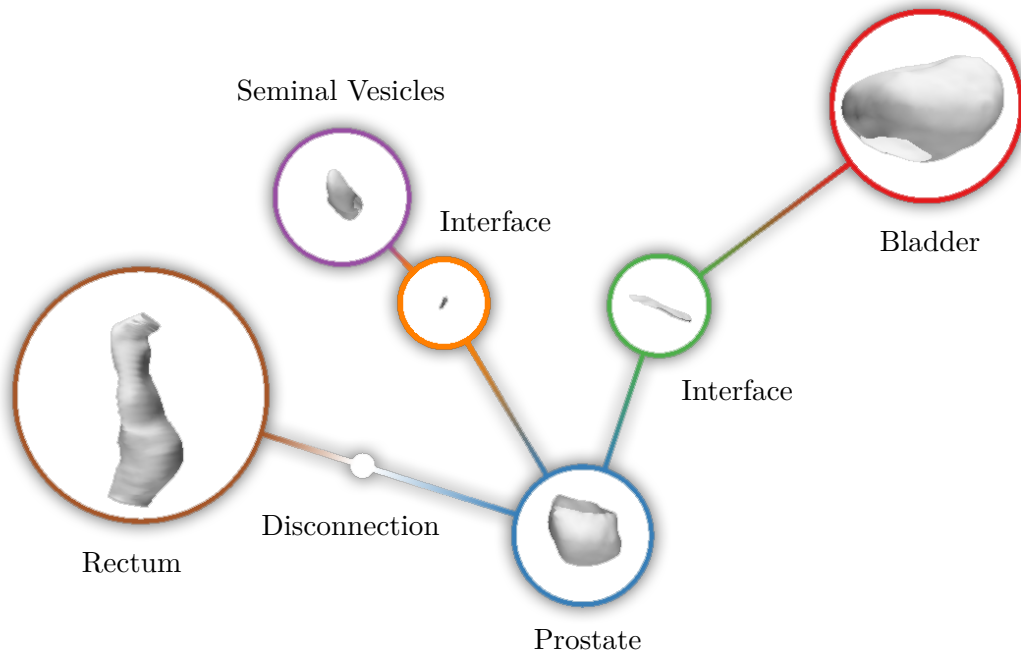 Seminal Vesicles
Interface
Bladder
Interface
Disconnection
Rectum
Prostate